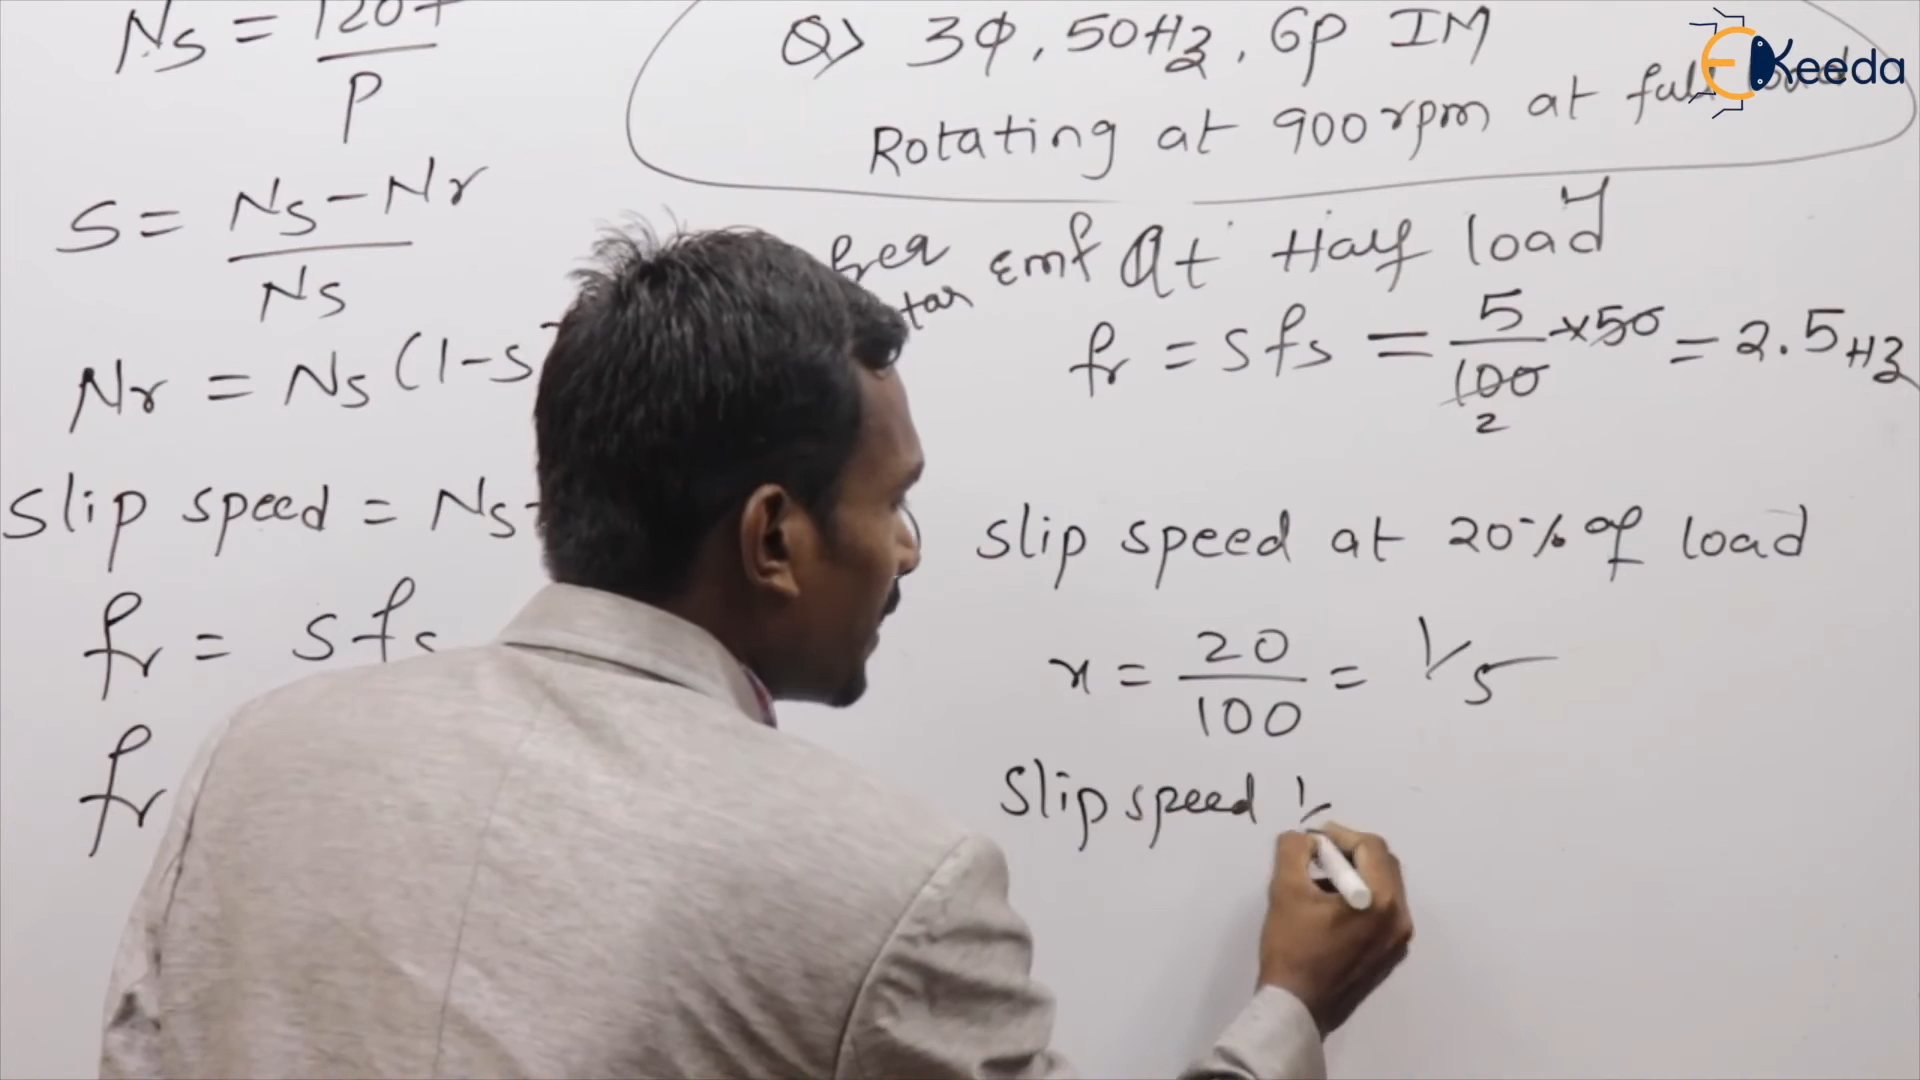 Ns = 120f
P
S = Ns - Nr
Ns
Nr = Ns (1-s
Slip speed = Ns -
fr = sfs
fr
Q> 3φ, 50Hz, 6p IM
Rotating at 900rpm at full load
EKeeda
emf At Half load
fr = sfs = 5/100 × 50 = 2.5Hz
2
Slip speed at 20% of load
x = 20/100 = 1/5
Slip speed 1/